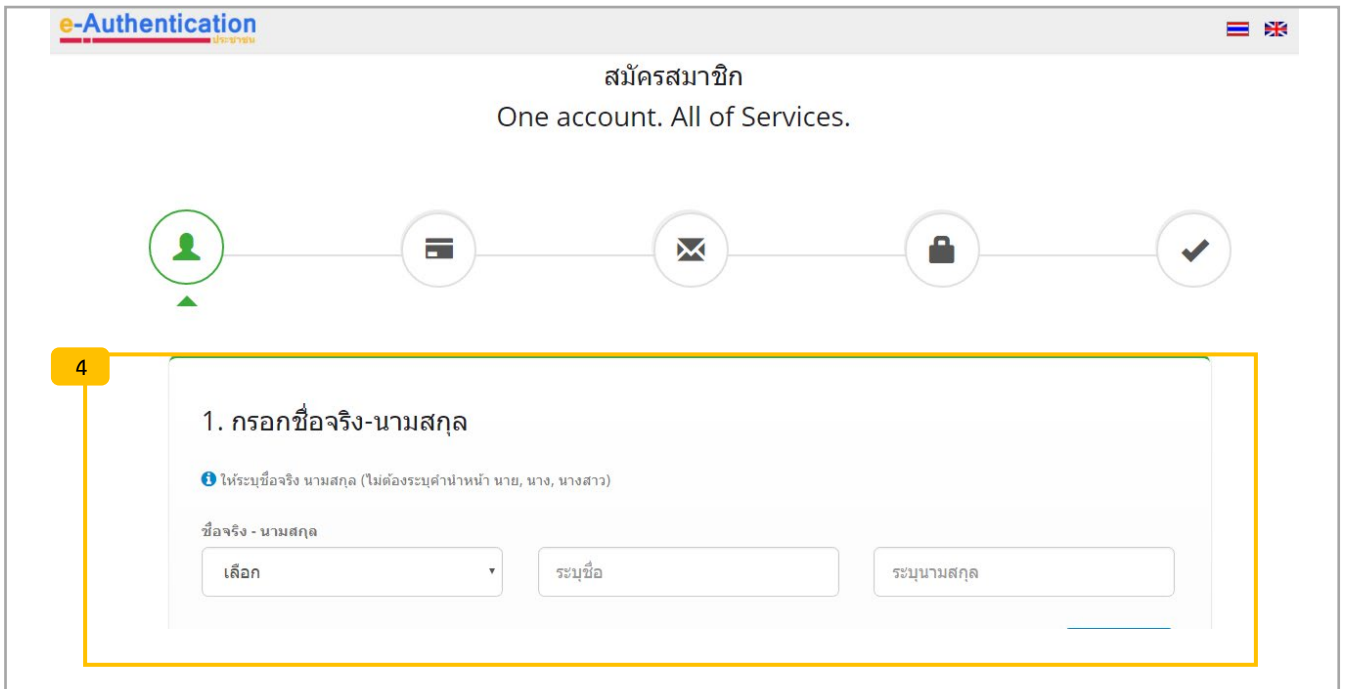 e-Authentication
ประชาชน
สมัครสมาชิก
One account. All of Services.
4
1. กรอกชื่อจริง-นามสกุล
ให้ระบุชื่อจริง นามสกุล (ไม่ต้องระบุคำนำหน้า นาย, นาง, นางสาว)
ชื่อจริง - นามสกุล
เลือก ระบุชื่อ ระบุนามสกุล